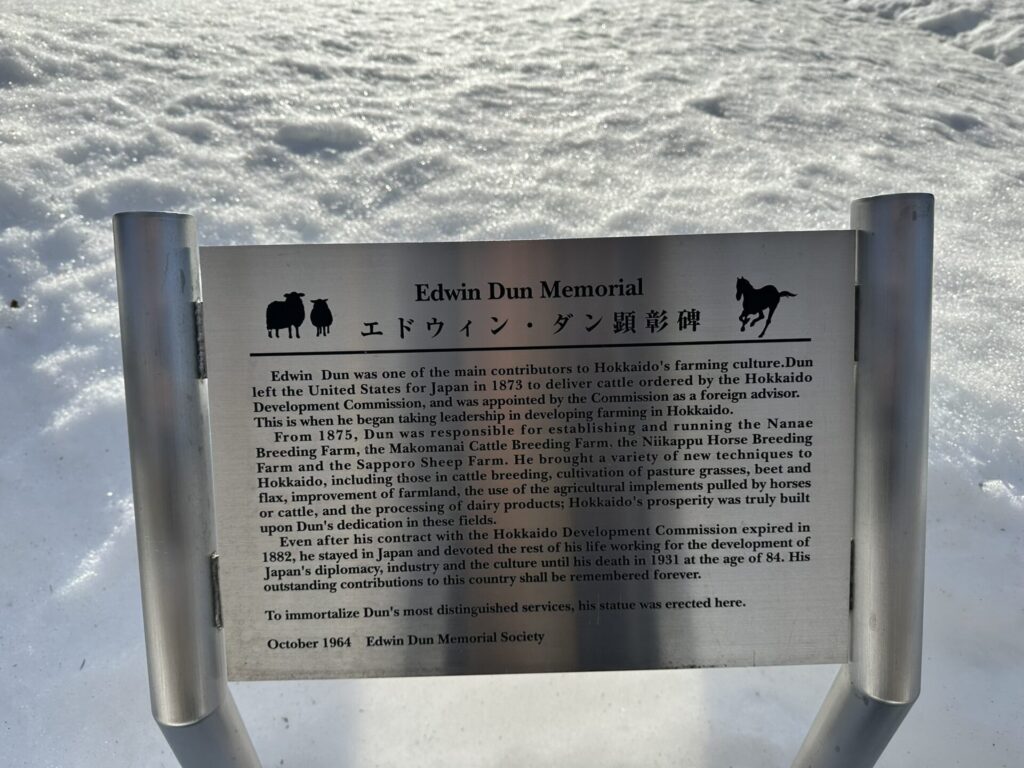 Edwin Dun Memorial
エドウィン・ダン顕彰碑
Edwin Dun was one of the main contributors to Hokkaido's farming culture.Dun
left the United States for Japan in 1873 to deliver cattle ordered by the Hokkaido
Development Commission, and was appointed by the Commission as a foreign advisor.
This is when he began taking leadership in developing farming in Hokkaido.
From 1875, Dun was responsible for establishing and running the Nanae
Breeding Farm, the Makomanai Cattle Breeding Farm, the Niikappu Horse Breeding
Farm and the Sapporo Sheep Farm. He brought a variety of new techniques to
Hokkaido, including those in cattle breeding, cultivation of pasture grasses, beet and
flax, improvement of farmland, the use of the agricultural implements pulled by horses
or cattle, and the processing of dairy products; Hokkaido's prosperity was truly built
upon Dun's dedication in these fields.
Even after his contract with the Hokkaido Development Commission expired in
1882, he stayed in Japan and devoted the rest of his life working for the development of
Japan's diplomacy, industry and the culture until his death in 1931 at the age of 84. His
outstanding contributions to this country shall be remembered forever.
To immortalize Dun's most distinguished services, his statue was erected here.
October 1964 Edwin Dun Memorial Society